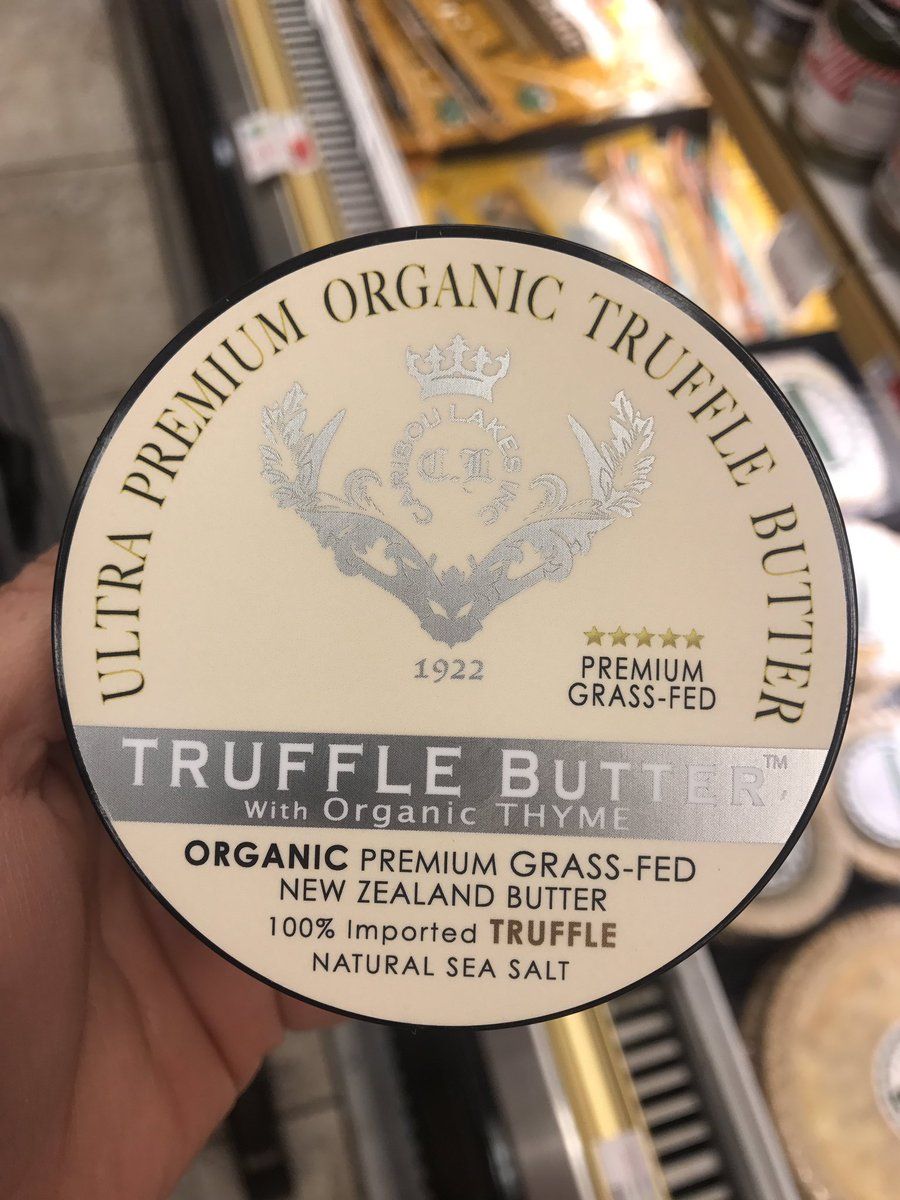 ULTRA PREMIUM ORGANIC TRUFFLE BUTTER
CARIBOU LAKES INC
C.L
1922
PREMIUM
GRASS-FED
TRUFFLE BUTTER™
With Organic THYME
ORGANIC PREMIUM GRASS-FED
NEW ZEALAND BUTTER
100% Imported TRUFFLE
NATURAL SEA SALT